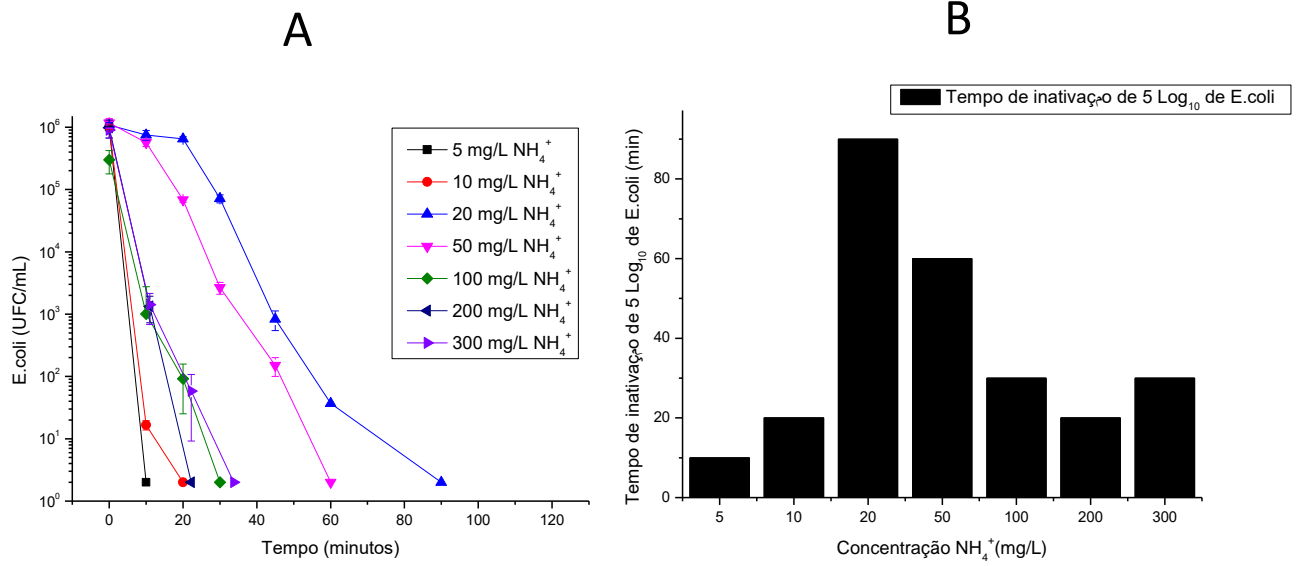 A
B
10⁶
10⁵
10⁴
10³
10²
10¹
10⁰
E.coli (UFC/mL)
0 20 40 60 80 100 120
Tempo (minutos)
5 mg/L NH₄⁺
10 mg/L NH₄⁺
20 mg/L NH₄⁺
50 mg/L NH₄⁺
100 mg/L NH₄⁺
200 mg/L NH₄⁺
300 mg/L NH₄⁺
Tempo de inativação de 5 Log₁₀ de E.coli
Tempo de inativação de 5 Log₁₀ de E.coli (min)
80
60
40
20
0
5 10 20 50 100 200 300
Concentração NH₄⁺(mg/L)